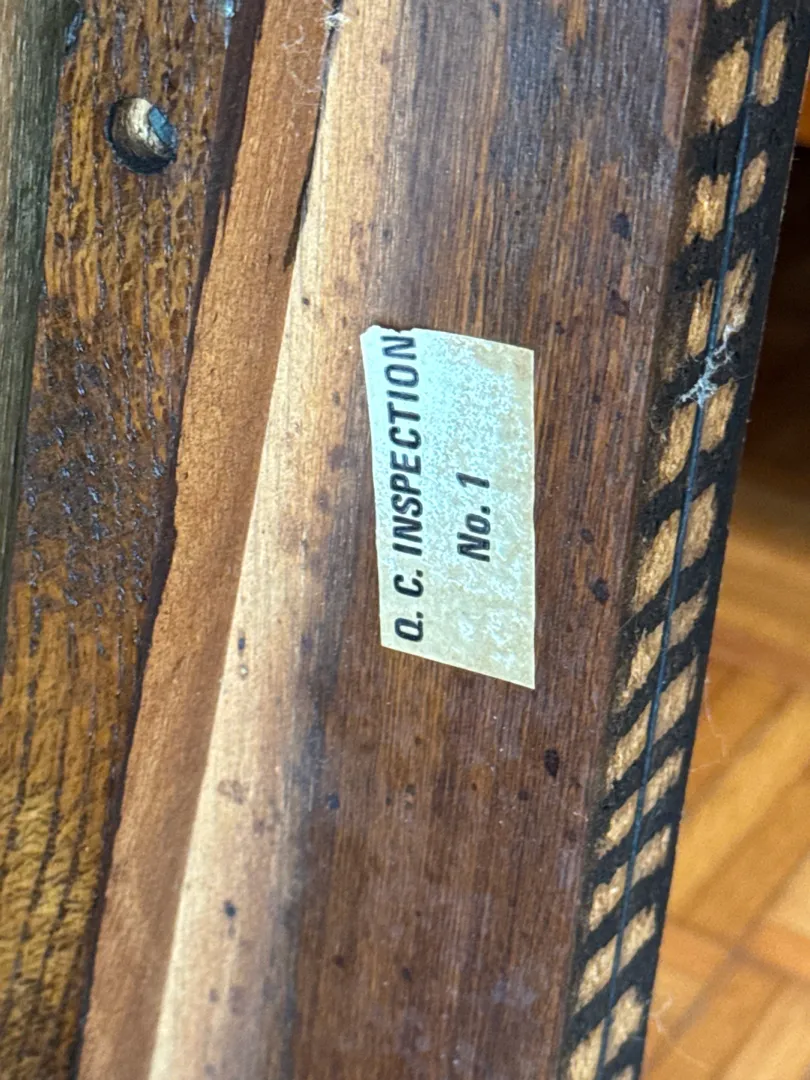 Q. C. INSPECTION
No. 1